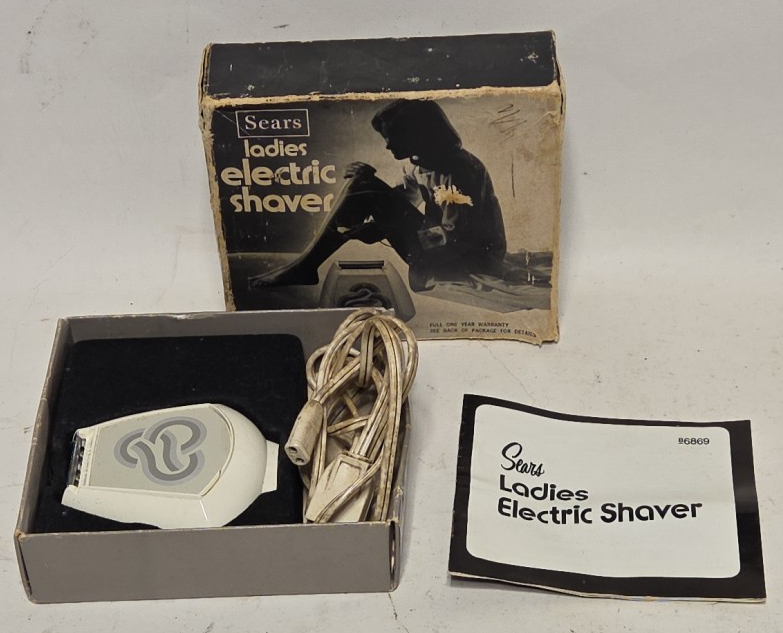 Sears
ladies
electric
shaver
FULL ONE YEAR WARRANTY
SEE BACK OF PACKAGE FOR DETAILS
86869
Sears
Ladies
Electric Shaver